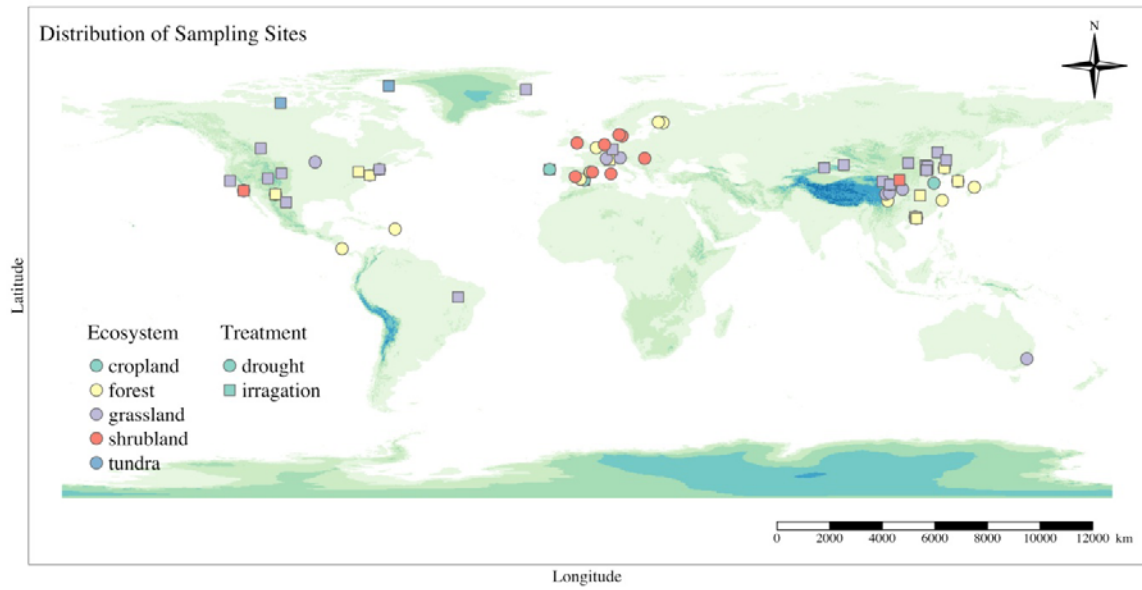 Distribution of Sampling Sites
N
Latitude
Ecosystem
cropland
forest
grassland
shrubland
tundra
Treatment
drought
irragation
0 2000 4000 6000 8000 10000 12000 km
Longitude